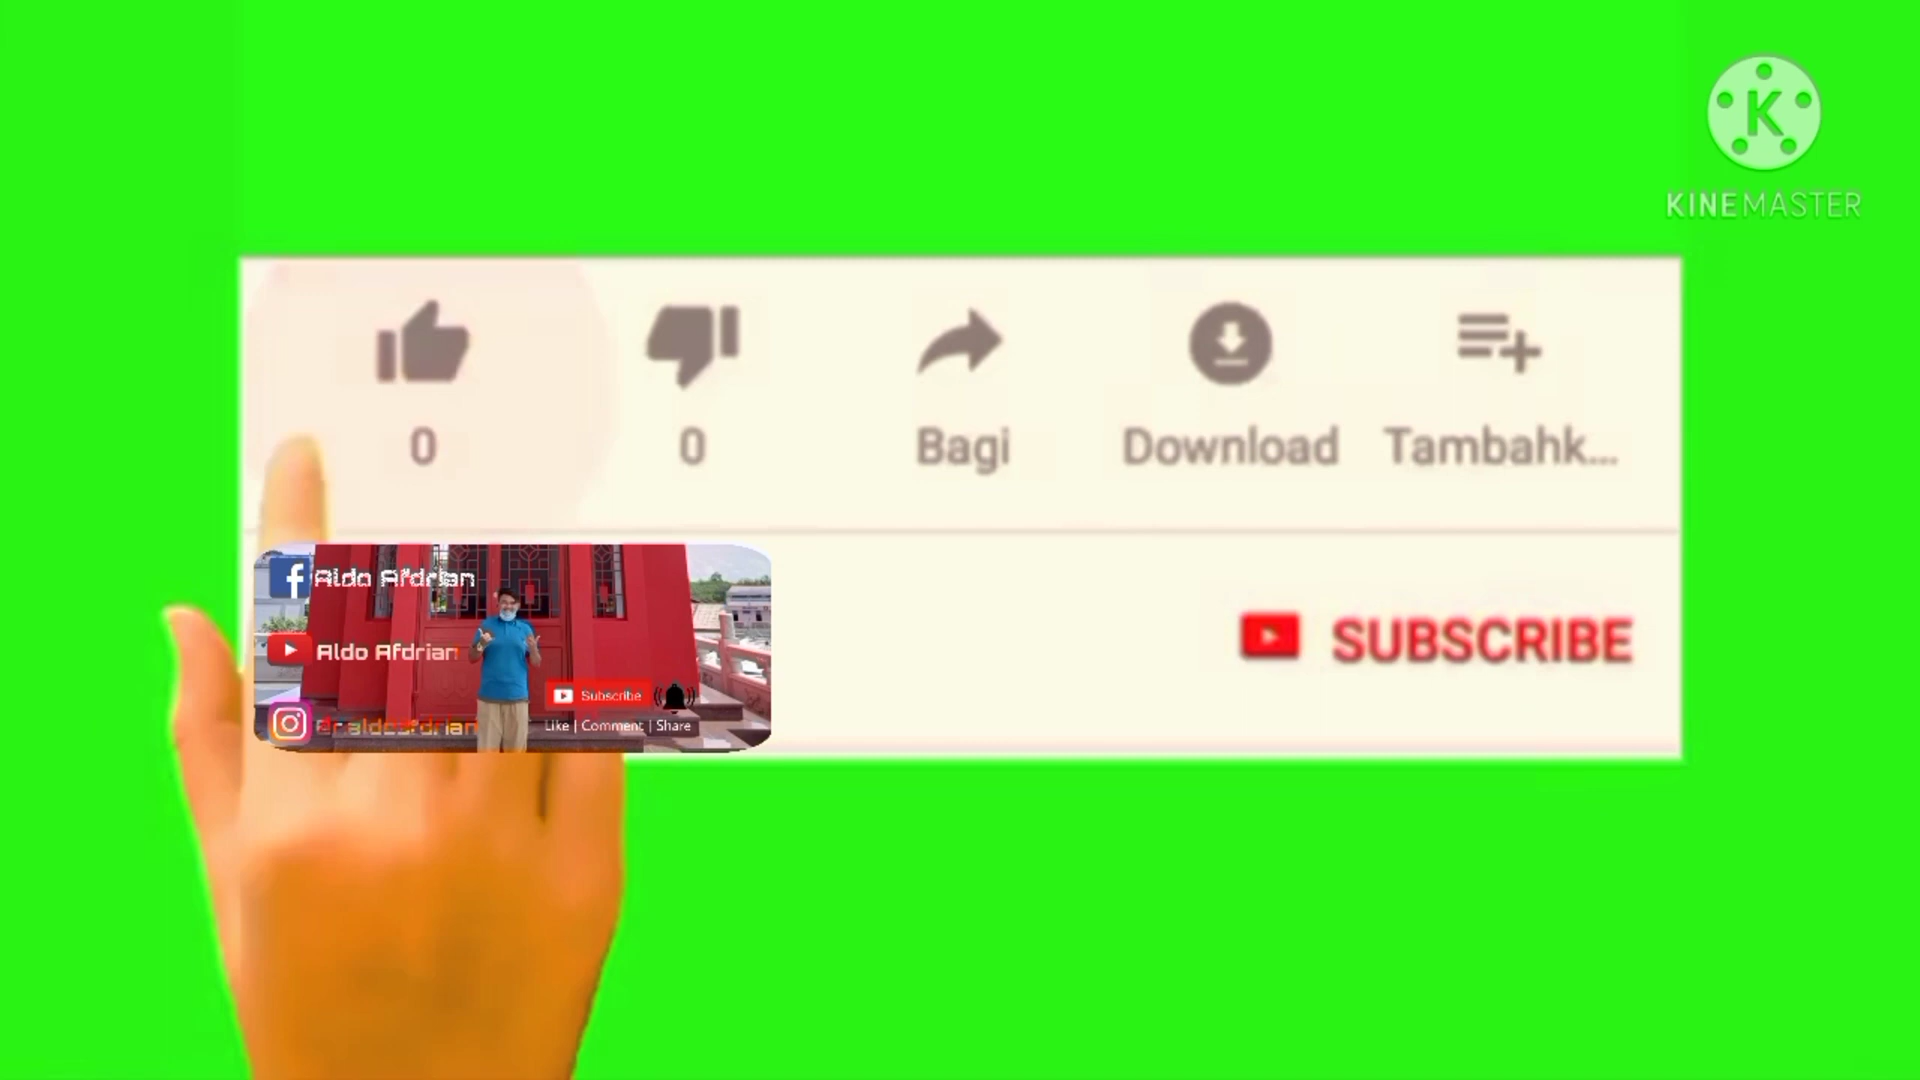 K
KINEMASTER
0
0
Bagi
Download
Tambahk...
Aldo Afdrian
Aldo Afdrian
SUBSCRIBE
Subscribe
Like | Comment | Share